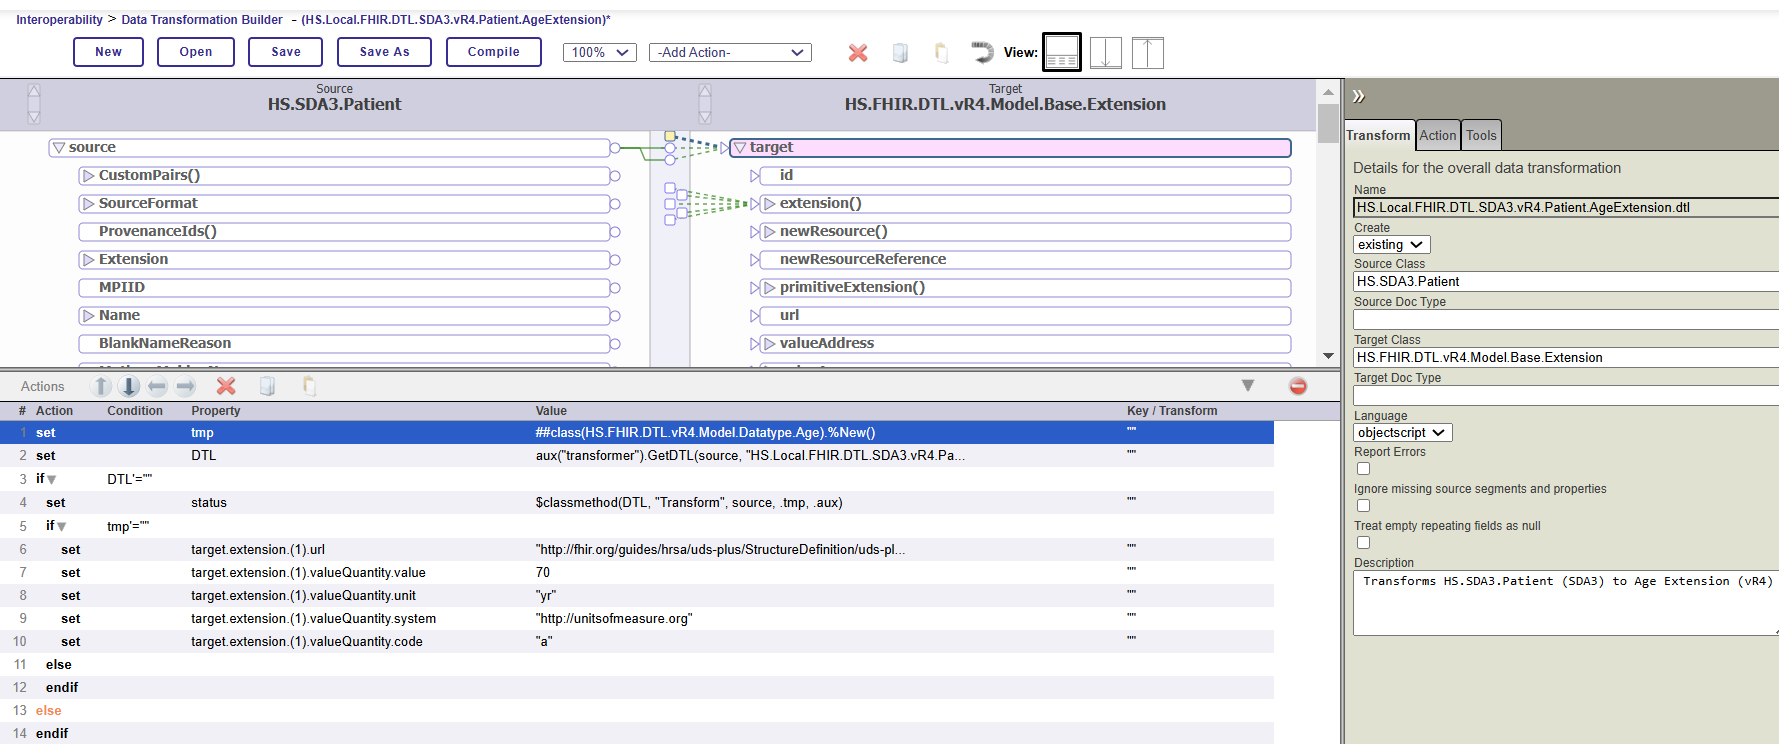 Interoperability > Data Transformation Builder - (HS.Local.FHIR.DTL.SDA3.vR4.Patient.AgeExtension)*
New Open Save Save As Compile 100% -Add Action- View:
Source
HS.SDA3.Patient
Target
HS.FHIR.DTL.vR4.Model.Base.Extension
source
CustomPairs()
SourceFormat
ProvenanceIds()
Extension
MPIID
Name
BlankNameReason
target
id
extension()
newResource()
newResourceReference
primitiveExtension()
url
valueAddress
Actions
# Action Condition Property Value Key / Transform
1 set tmp ##class(HS.FHIR.DTL.vR4.Model.Datatype.Age).%New() ""
2 set DTL aux("transformer").GetDTL(source, "HS.Local.FHIR.DTL.SDA3.vR4.Pa... ""
3 if DTL'=""
4 set status $classmethod(DTL, "Transform", source, .tmp, .aux) ""
5 if tmp'=""
6 set target.extension.(1).url "http://fhir.org/guides/hrsa/uds-plus/StructureDefinition/uds-pl... ""
7 set target.extension.(1).valueQuantity.value 70 ""
8 set target.extension.(1).valueQuantity.unit "yr" ""
9 set target.extension.(1).valueQuantity.system "http://unitsofmeasure.org" ""
10 set target.extension.(1).valueQuantity.code "a" ""
11 else
12 endif
13 else
14 endif
Transform Action Tools
Details for the overall data transformation
Name
HS.Local.FHIR.DTL.SDA3.vR4.Patient.AgeExtension.dtl
Create
existing
Source Class
HS.SDA3.Patient
Source Doc Type
Target Class
HS.FHIR.DTL.vR4.Model.Base.Extension
Target Doc Type
Language
objectscript
Report Errors
Ignore missing source segments and properties
Treat empty repeating fields as null
Description
Transforms HS.SDA3.Patient (SDA3) to Age Extension (vR4)